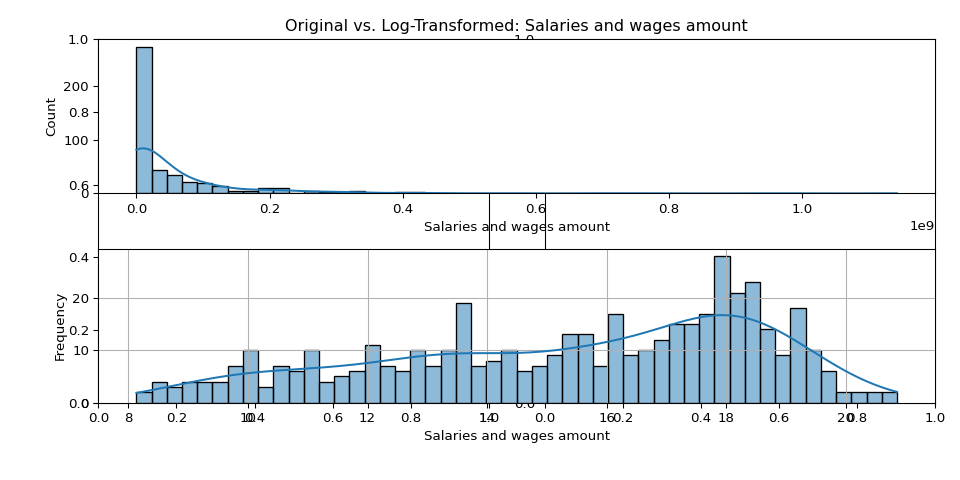 Original vs. Log-Transformed: Salaries and wages amount
1.0
200
0.8
100
0.6
0
Count
0.0 0.2 0.4 0.6 0.8 1.0
Salaries and wages amount
1e9
0.4
20
0.2
10
0.0
Frequency
0.0 8 0.2 10 0.4 0.6 12 0.8 14 1.0 0.0 16 0.2 0.4 18 0.6 20 0.8 1.0
Salaries and wages amount